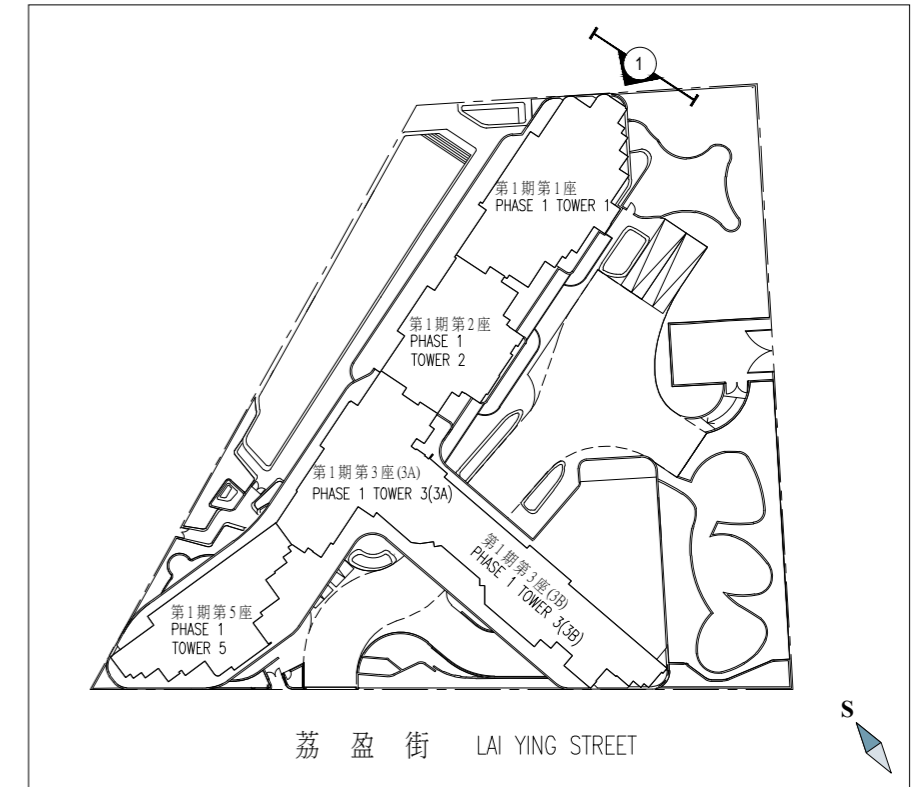 1
第1期第1座
PHASE 1 TOWER 1
第1期第2座
PHASE 1
TOWER 2
第1期第3座(3A)
PHASE 1 TOWER 3(3A)
第1期第3座(3B)
PHASE 1 TOWER 3(3B)
第1期第5座
PHASE 1
TOWER 5
荔盈街 LAI YING STREET
S